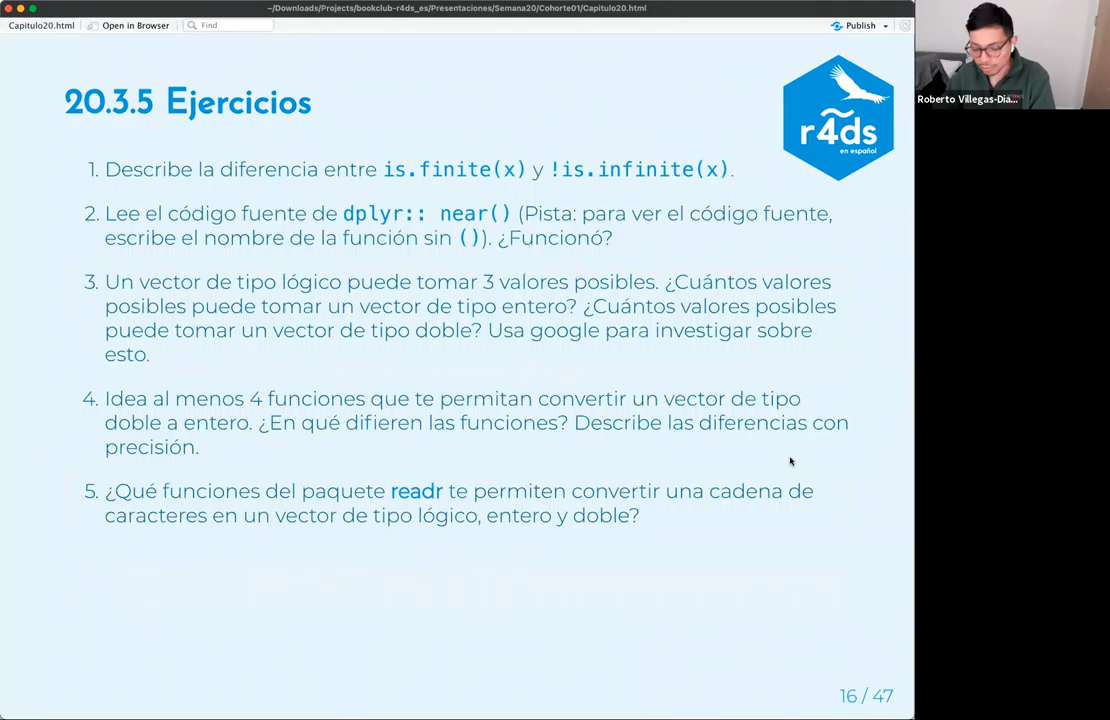 ~/Downloads/Projects/bookclub-r4ds_es/Presentaciones/Semana20/Cohorte01/Capitulo20.html
Capitulo20.html
Open in Browser
Find
Publish
20.3.5 Ejercicios
r4ds
en español
1. Describe la diferencia entre is.finite(x) y !is.infinite(x).
2. Lee el código fuente de dplyr:: near() (Pista: para ver el código fuente,
escribe el nombre de la función sin ()). ¿Funcionó?
3. Un vector de tipo lógico puede tomar 3 valores posibles. ¿Cuántos valores
posibles puede tomar un vector de tipo entero? ¿Cuántos valores posibles
puede tomar un vector de tipo doble? Usa google para investigar sobre
esto.
4. Idea al menos 4 funciones que te permitan convertir un vector de tipo
doble a entero. ¿En qué difieren las funciones? Describe las diferencias con
precisión.
5. ¿Qué funciones del paquete readr te permiten convertir una cadena de
caracteres en un vector de tipo lógico, entero y doble?
16 / 47
Roberto Villegas-Dia...